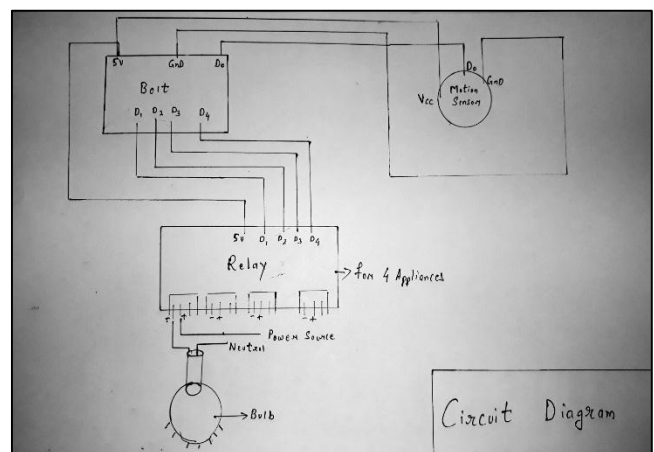 5V GnD Do
Bolt
D1 D2 D3 D4
Do
GnD
Vcc
Motion
Sensor
5V D1 D2 D3 D4
Relay
For 4 Appliances
+ + - + - + - +
Power Source
Neutral
Bulb
Circuit Diagram